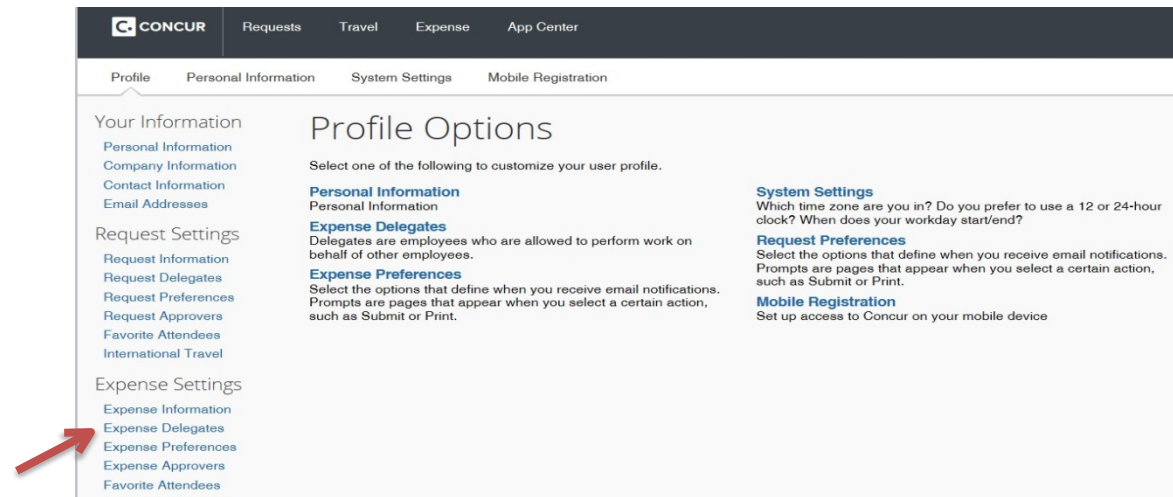 C. CONCUR Requests Travel Expense App Center
Profile Personal Information System Settings Mobile Registration
Your Information
Personal Information
Company Information
Contact Information
Email Addresses
Request Settings
Request Information
Request Delegates
Request Preferences
Request Approvers
Favorite Attendees
International Travel
Expense Settings
Expense Information
Expense Delegates
Expense Preferences
Expense Approvers
Favorite Attendees
Profile Options
Select one of the following to customize your user profile.
Personal Information
Personal Information
Expense Delegates
Delegates are employees who are allowed to perform work on
behalf of other employees.
Expense Preferences
Select the options that define when you receive email notifications.
Prompts are pages that appear when you select a certain action,
such as Submit or Print.
System Settings
Which time zone are you in? Do you prefer to use a 12 or 24-hour
clock? When does your workday start/end?
Request Preferences
Select the options that define when you receive email notifications.
Prompts are pages that appear when you select a certain action,
such as Submit or Print.
Mobile Registration
Set up access to Concur on your mobile device